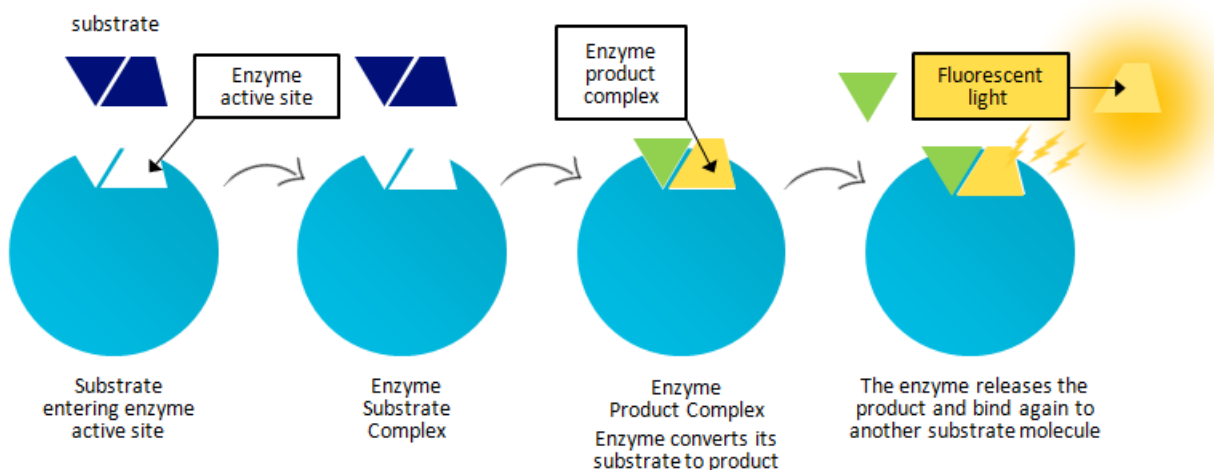 substrate
Enzyme
active site
Enzyme
product
complex
Fluorescent
light
Substrate
entering enzyme
active site
Enzyme
Substrate
Complex
Enzyme
Product Complex
Enzyme converts its
substrate to product
The enzyme releases the
product and bind again to
another substrate molecule